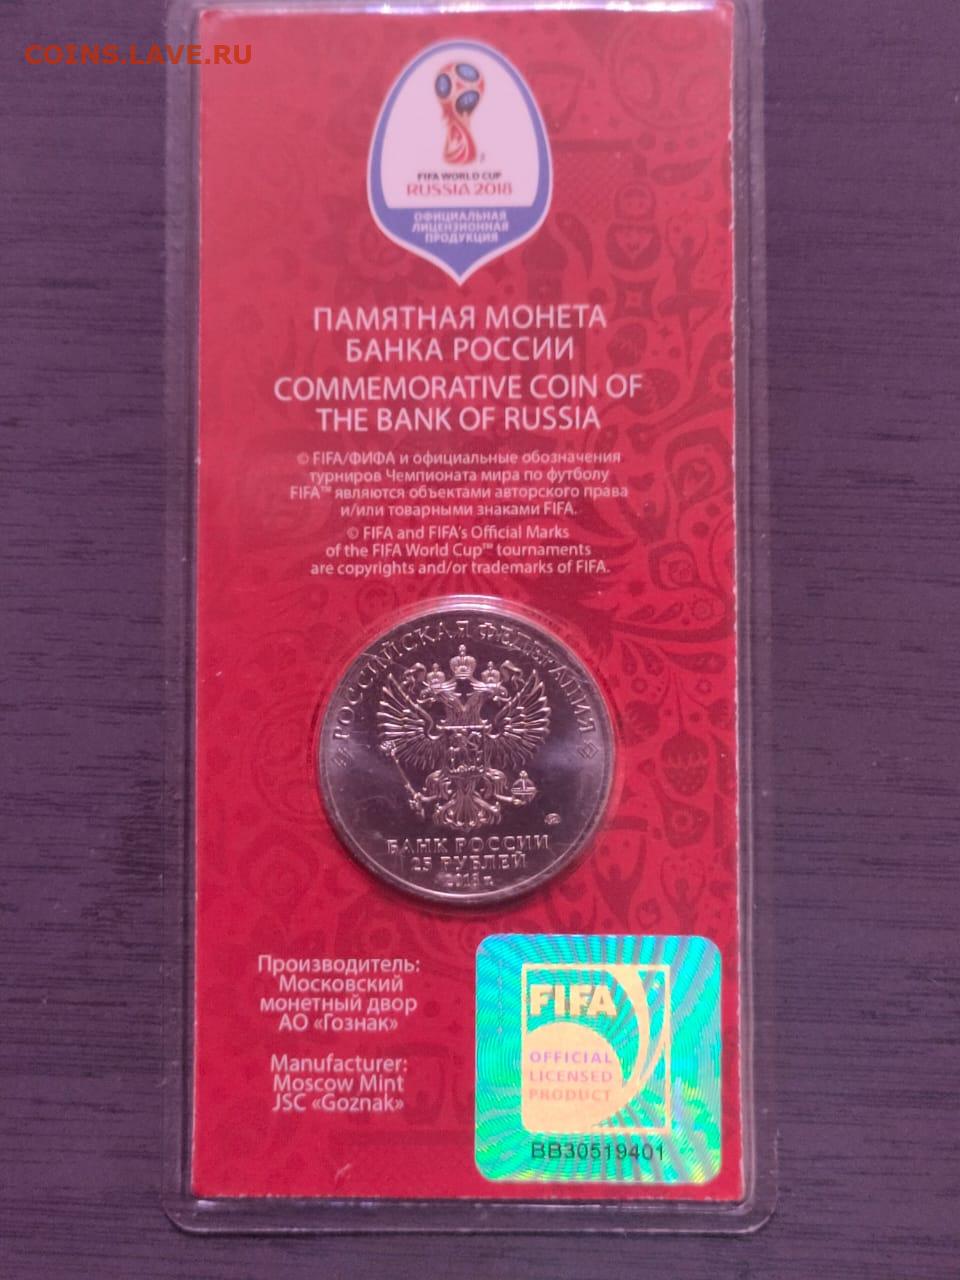 COINS.LAVE.RU
FIFA WORLD CUP
RUSSIA 2018
ОФИЦИАЛЬНАЯ
ЛИЦЕНЗИОННАЯ
ПРОДУКЦИЯ
ПАМЯТНАЯ МОНЕТА
БАНКА РОССИИ
COMMEMORATIVE COIN OF
THE BANK OF RUSSIA
© FIFA/ФИФА и официальные обозначения
турниров Чемпионата мира по футболу
FIFA™ являются объектами авторского права
и/или товарными знаками FIFA.
© FIFA and FIFA's Official Marks
of the FIFA World Cup™ tournaments
are copyrights and/or trademarks of FIFA.
РОССИЙСКАЯ ФЕДЕРАЦИЯ
БАНК РОССИИ
25 РУБЛЕЙ
2018 г.
Производитель:
Московский
монетный двор
АО «Гознак»
Manufacturer:
Moscow Mint
JSC «Goznak»
FIFA
OFFICIAL
LICENSED
PRODUCT
BB30519401